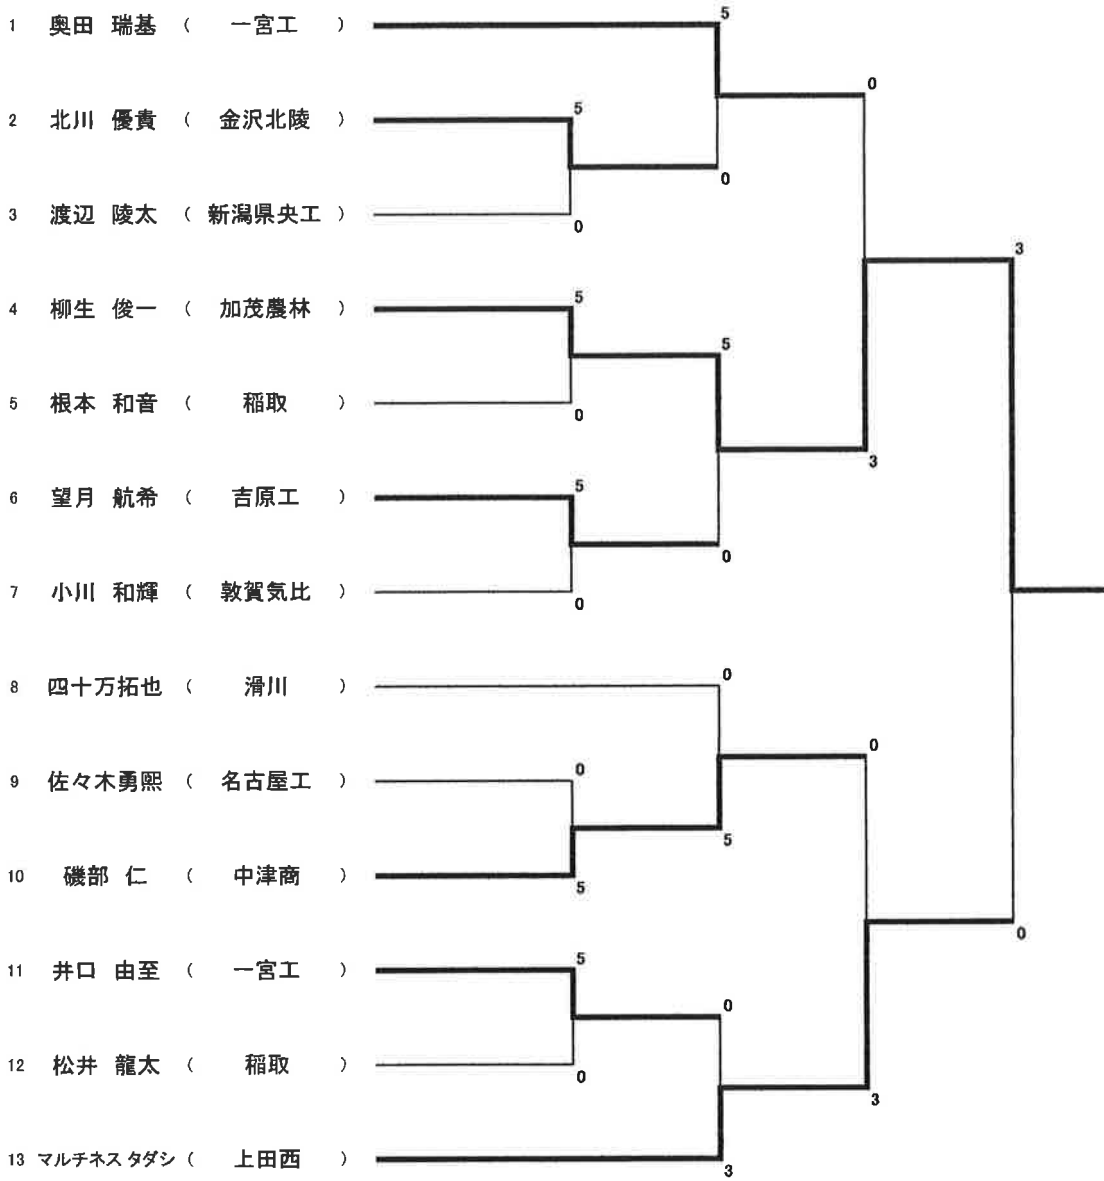 5
1 奥田 瑞基 ( 一宮工 )
0
5
2 北川 優貴 ( 金沢北陵 )
0
3 渡辺 陵太 ( 新潟県央工 )
0
3
5
4 柳生 俊一 ( 加茂農林 )
5
5 根本 和音 ( 稲取 )
0
3
5
6 望月 航希 ( 吉原工 )
0
7 小川 和輝 ( 敦賀気比 )
0
0
8 四十万拓也 ( 滑川 )
0
0
9 佐々木勇熙 ( 名古屋工 )
5
10 磯部 仁 ( 中津商 )
5
0
5
11 井口 由至 ( 一宮工 )
0
12 松井 龍太 ( 稲取 )
0
3
13 マルチネス タダシ ( 上田西 )
3